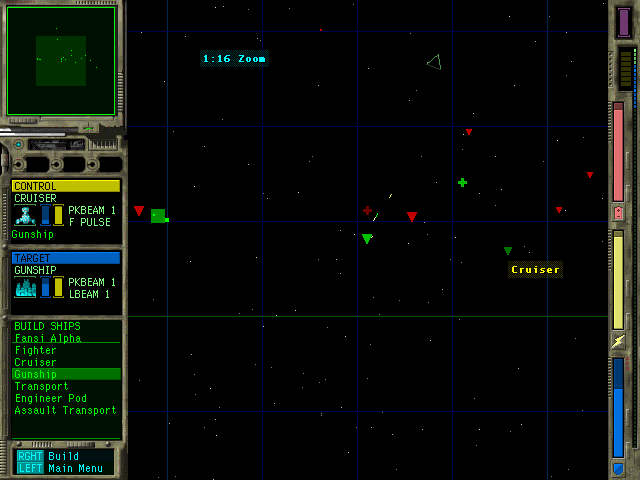 1:16 Zoom
CONTROL
CRUISER
PKBEAM 1
F PULSE
Gunship
TARGET
GUNSHIP
PKBEAM 1
LBEAM 1
Cruiser
BUILD SHIPS
Fansi Alpha
Fighter
Cruiser
Gunship
Transport
Engineer Pod
Assault Transport
RGHT Build
LEFT Main Menu